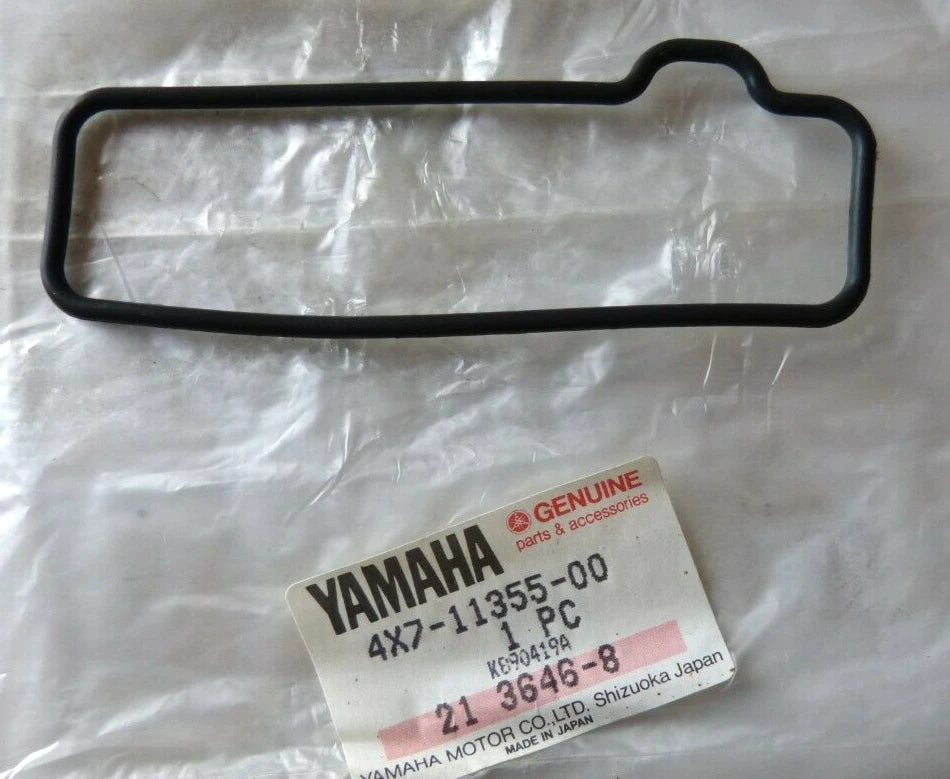 YAMAHA
GENUINE
parts & accessories
4X7-11355-00
1 PC
K890419A
21 3646-8
YAMAHA MOTOR CO.,LTD. Shizuoka Japan
MADE IN JAPAN